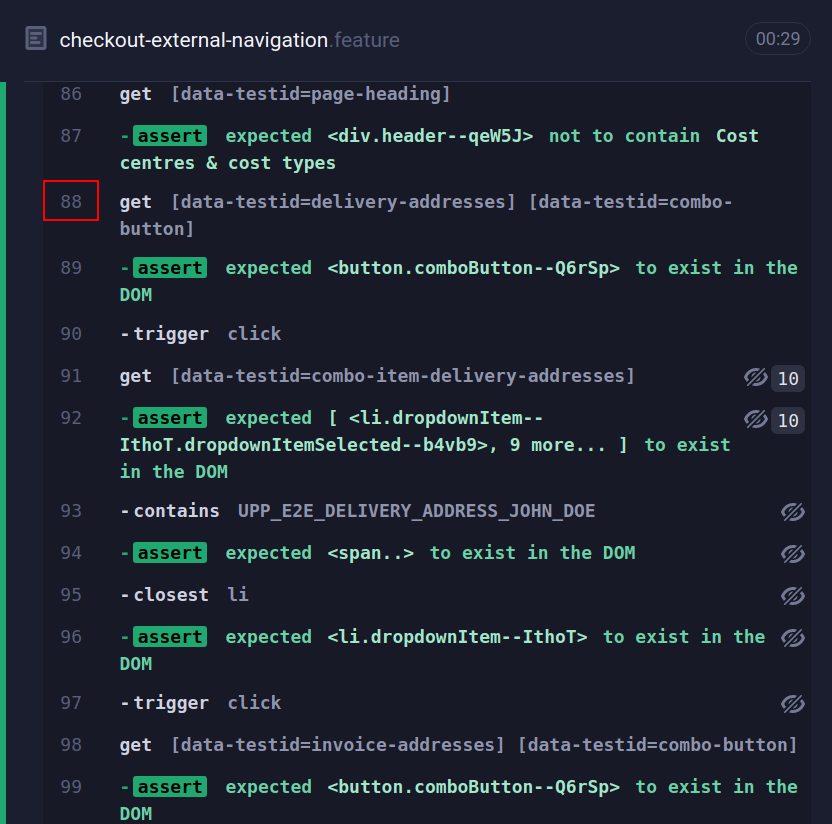 checkout-external-navigation.feature 00:29
86 get [data-testid=page-heading]
87 -assert expected <div.header--qeW5J> not to contain Cost
centres & cost types
88 get [data-testid=delivery-addresses] [data-testid=combo-
button]
89 -assert expected <button.comboButton--Q6rSp> to exist in the
DOM
90 -trigger click
91 get [data-testid=combo-item-delivery-addresses] 10
92 -assert expected [ <li.dropdownItem-- 10
IthoT.dropdownItemSelected--b4vb9>, 9 more... ] to exist
in the DOM
93 -contains UPP_E2E_DELIVERY_ADDRESS_JOHN_DOE
94 -assert expected <span..> to exist in the DOM
95 -closest li
96 -assert expected <li.dropdownItem--IthoT> to exist in the
DOM
97 -trigger click
98 get [data-testid=invoice-addresses] [data-testid=combo-button]
99 -assert expected <button.comboButton--Q6rSp> to exist in the
DOM